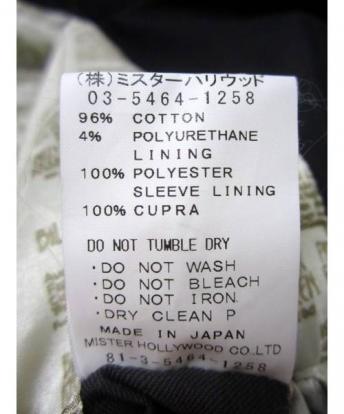 (株)ミスターハリウッド
03-5464-1258
96% COTTON
4% POLYURETHANE
LINING
100% POLYESTER
SLEEVE LINING
100% CUPRA
DO NOT TUMBLE DRY
・DO NOT WASH
・DO NOT BLEACH
・DO NOT IRON
・DRY CLEAN P
MADE IN JAPAN
MISTER HOLLYWOOD CO.LTD
81-3-5464-1258